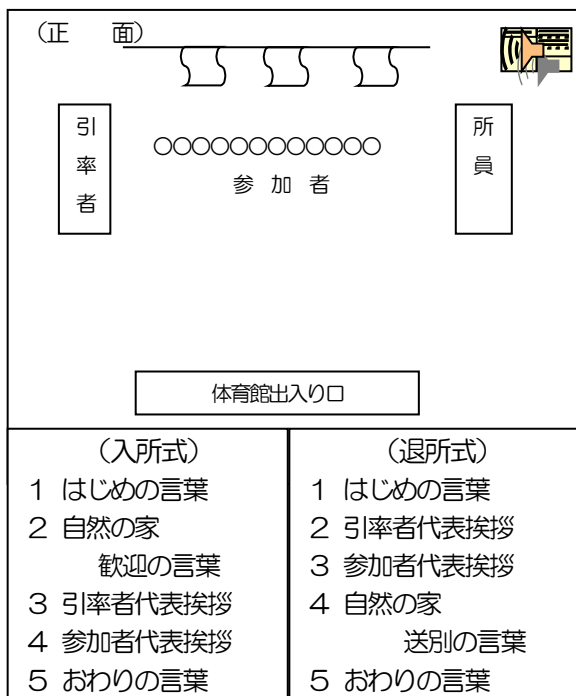 (正　面)
引率者
所員
○○○○○○○○○○○○
参 加 者
体育館出入り口
(入所式)
1 はじめの言葉
2 自然の家
歓迎の言葉
3 引率者代表挨拶
4 参加者代表挨拶
5 おわりの言葉
(退所式)
1 はじめの言葉
2 引率者代表挨拶
3 参加者代表挨拶
4 自然の家
送別の言葉
5 おわりの言葉